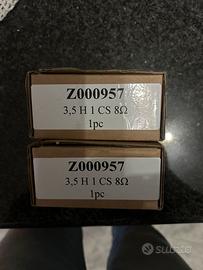 Z000957
3,5 H 1 CS 8Ω
1pc
Z000957
3,5 H 1 CS 8Ω
1pc
subito